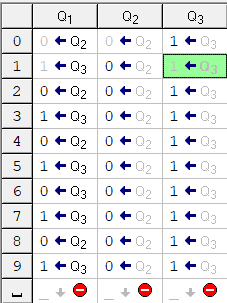 Q1 Q2 Q3
0 0 ← Q2 0 ← Q2 1 ← Q3
1 1 ← Q3 0 ← Q2 1 ← Q3
2 0 ← Q2 0 ← Q2 1 ← Q3
3 1 ← Q3 0 ← Q2 1 ← Q3
4 0 ← Q2 0 ← Q2 1 ← Q3
5 1 ← Q3 0 ← Q2 1 ← Q3
6 0 ← Q2 0 ← Q2 1 ← Q3
7 1 ← Q3 0 ← Q2 1 ← Q3
8 0 ← Q2 0 ← Q2 1 ← Q3
9 1 ← Q3 0 ← Q2 1 ← Q3
␣ _ ↓ ⛔ _ ↓ ⛔ _ ↓ ⛔